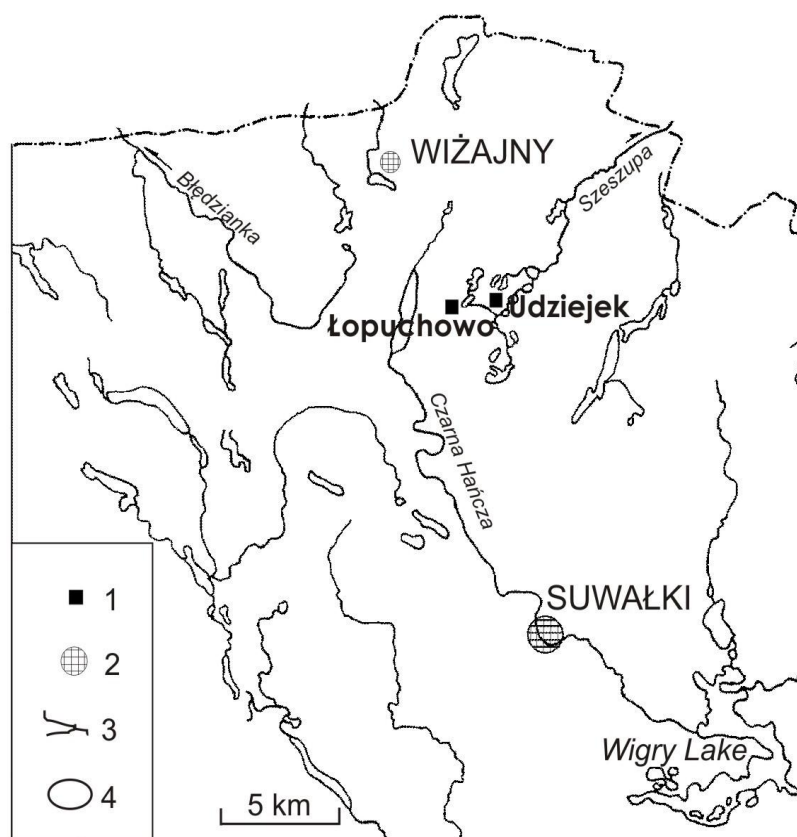 WIŻAJNY
Szeszupa
Błędzianka
Udziejek
Łopuchowo
Czarna Hańcza
SUWAŁKI
1
2
3
4
Wigry Lake
5 km